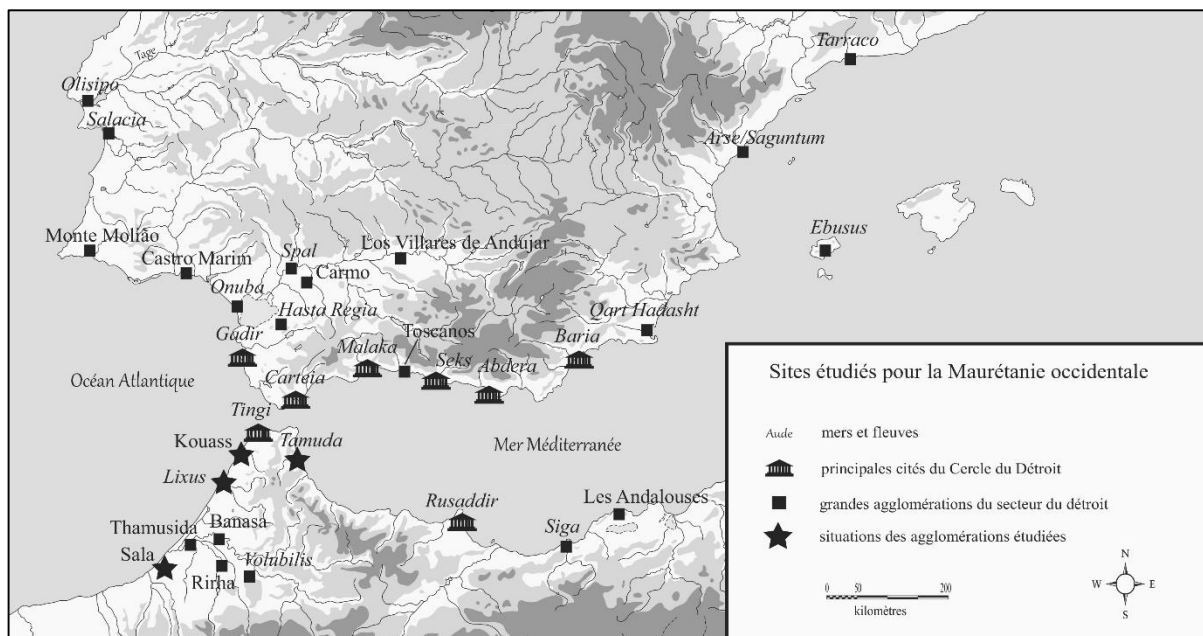 Tarraco
Tage
Olisipo
Salacia
Arse/Saguntum
Monte Molião
Castro Marim
Spal
Los Villares de Andujar
Ebusus
Onuba
Carmo
Hasta Regia
Qart Hadasht
Gadir
Malaka
Toscanos
Baria
Seks
Abdera
Océan Atlantique
Carteia
Tingi
Kouass
Tamuda
Mer Méditerranée
Lixus
Rusaddir
Les Andalouses
Thamusida
Banasa
Siga
Sala
Rirha
Volubilis
Sites étudiés pour la Maurétanie occidentale
Aude mers et fleuves
principales cités du Cercle du Détroit
grandes agglomérations du secteur du détroit
situations des agglomérations étudiées
0 50 100 200
kilomètres
N
W E
S